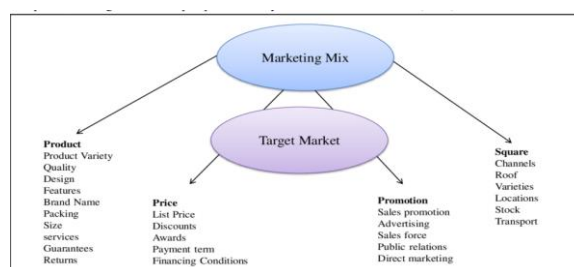 Marketing Mix
Target Market
Product
Product Variety
Quality
Design
Features
Brand Name
Packing
Size
services
Guarantees
Returns
Price
List Price
Discounts
Awards
Payment term
Financing Conditions
Promotion
Sales promotion
Advertising
Sales force
Public relations
Direct marketing
Square
Channels
Roof
Varieties
Locations
Stock
Transport